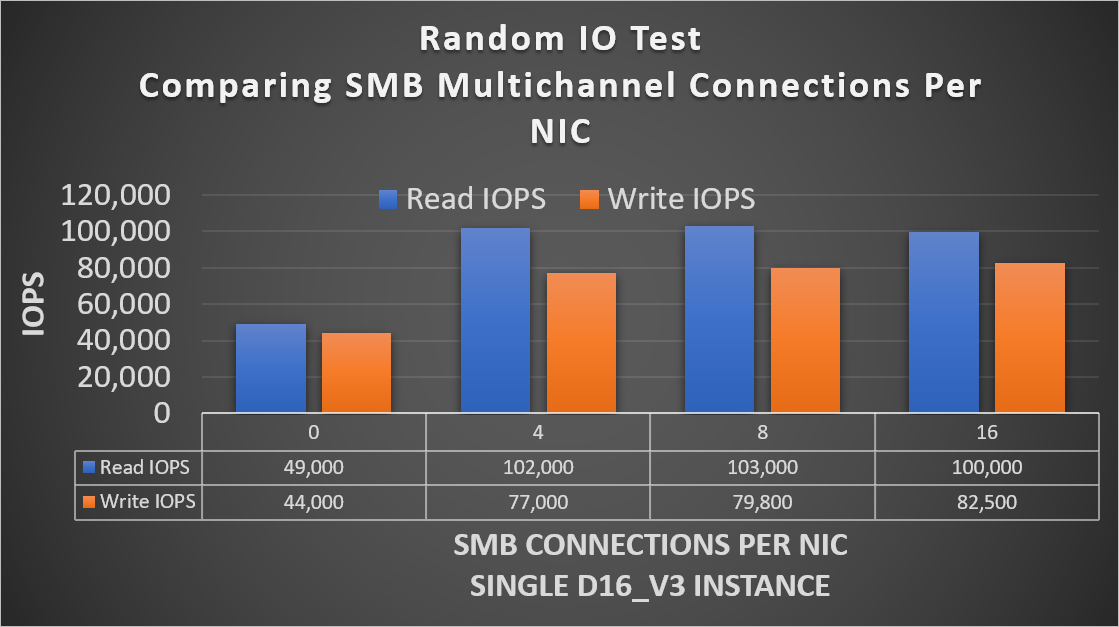 Random IO Test
Comparing SMB Multichannel Connections Per
NIC
Read IOPS Write IOPS
120,000
100,000
80,000
60,000
40,000
20,000
0
IOPS
0 4 8 16
Read IOPS 49,000 102,000 103,000 100,000
Write IOPS 44,000 77,000 79,800 82,500
SMB CONNECTIONS PER NIC
SINGLE D16_V3 INSTANCE